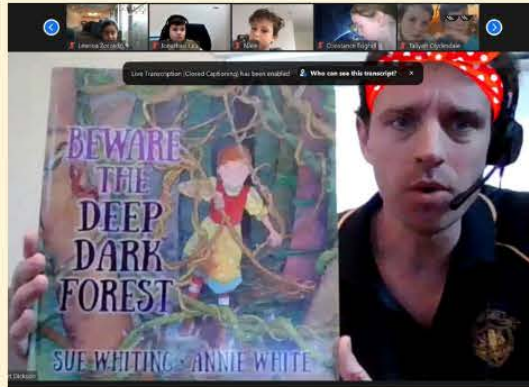 Live Transcription (Closed Captioning) has been enabled
Who can see this transcript?
BEWARE
THE
DEEP
DARK
FOREST
SUE WHITING • ANNIE WHITE